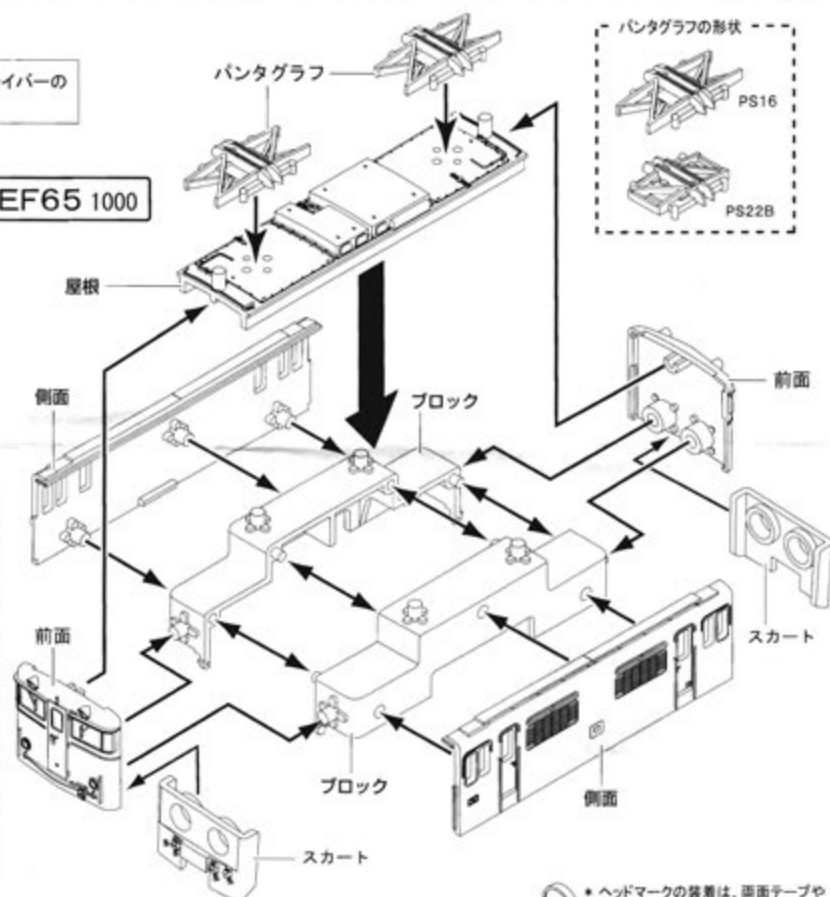 イバーの
パンタグラフ
パンタグラフの形状
PS16
PS22B
EF65 1000
屋根
側面
ブロック
前面
前面
スカート
ブロック
側面
スカート
* ヘッドマークの装着は、両面テープや